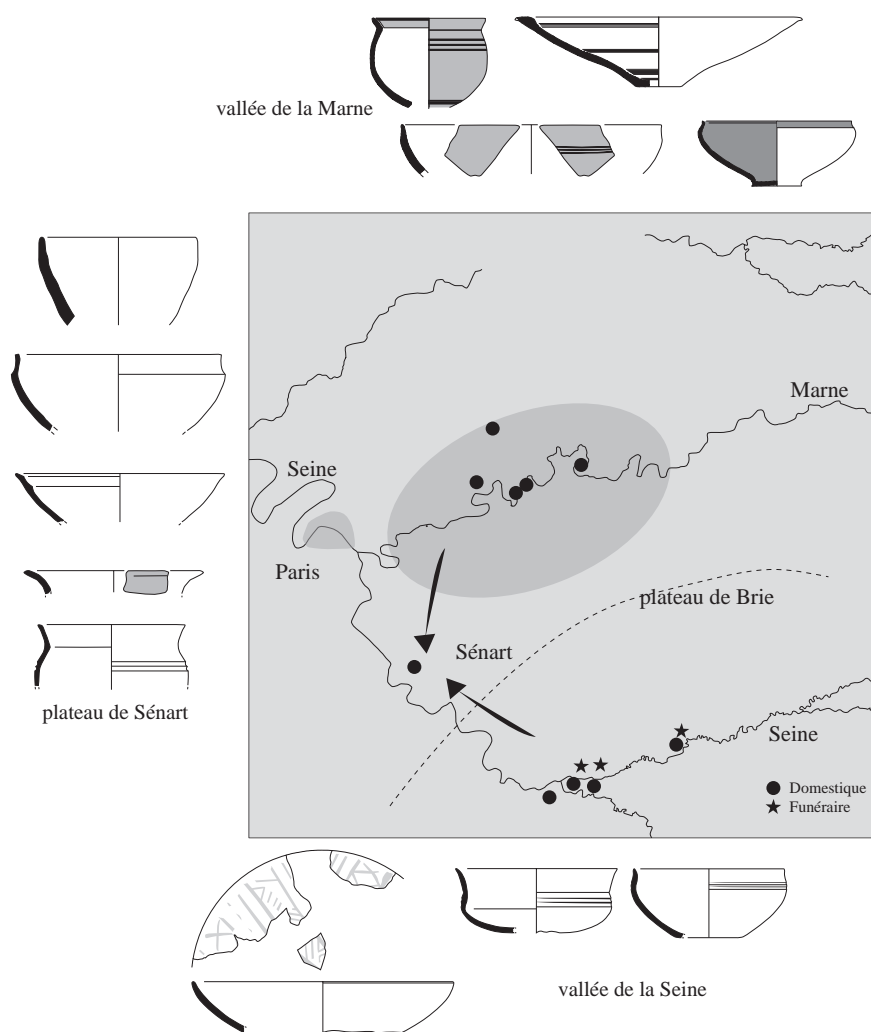 vallée de la Marne
Marne
Seine
Paris
plateau de Brie
Sénart
plateau de Sénart
Seine
Domestique
Funéraire
vallée de la Seine